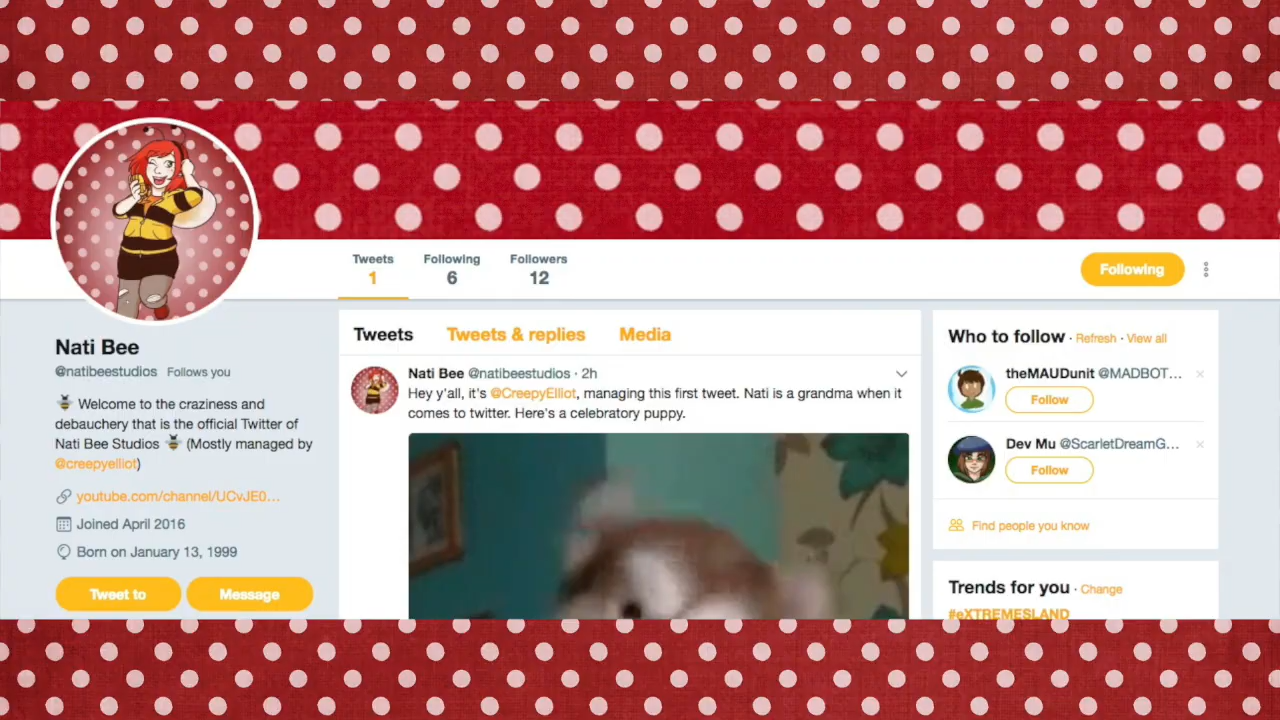 Tweets
1
Following
6
Followers
12
Following
Nati Bee
@natibeestudios Follows you
🐝 Welcome to the craziness and
debauchery that is the official Twitter of
Nati Bee Studios 🐝 (Mostly managed by
@creepyelliot)
youtube.com/channel/UCvJE0...
Joined April 2016
Born on January 13, 1999
Tweet to
Message
Tweets
Tweets & replies
Media
Nati Bee @natibeestudios · 2h
Hey y'all, it's @CreepyElliot, managing this first tweet. Nati is a grandma when it
comes to twitter. Here's a celebratory puppy.
Who to follow · Refresh · View all
theMAUDunit @MADBOT...
Follow
Dev Mu @ScarletDreamG...
Follow
Find people you know
Trends for you · Change
#eXTREMESLAND